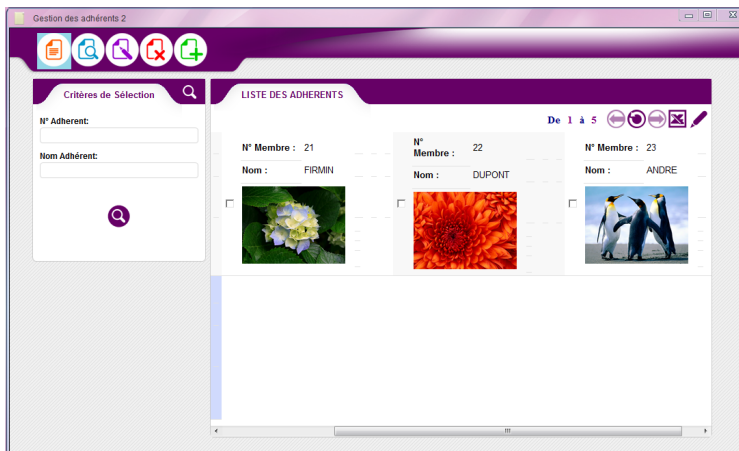 Gestion des adhérents 2
Critères de Sélection
N° Adherent:
Nom Adhérent:
LISTE DES ADHERENTS
De 1 à 5
N° Membre : 21
Nom : FIRMIN
N° Membre : 22
Nom : DUPONT
N° Membre : 23
Nom : ANDRE